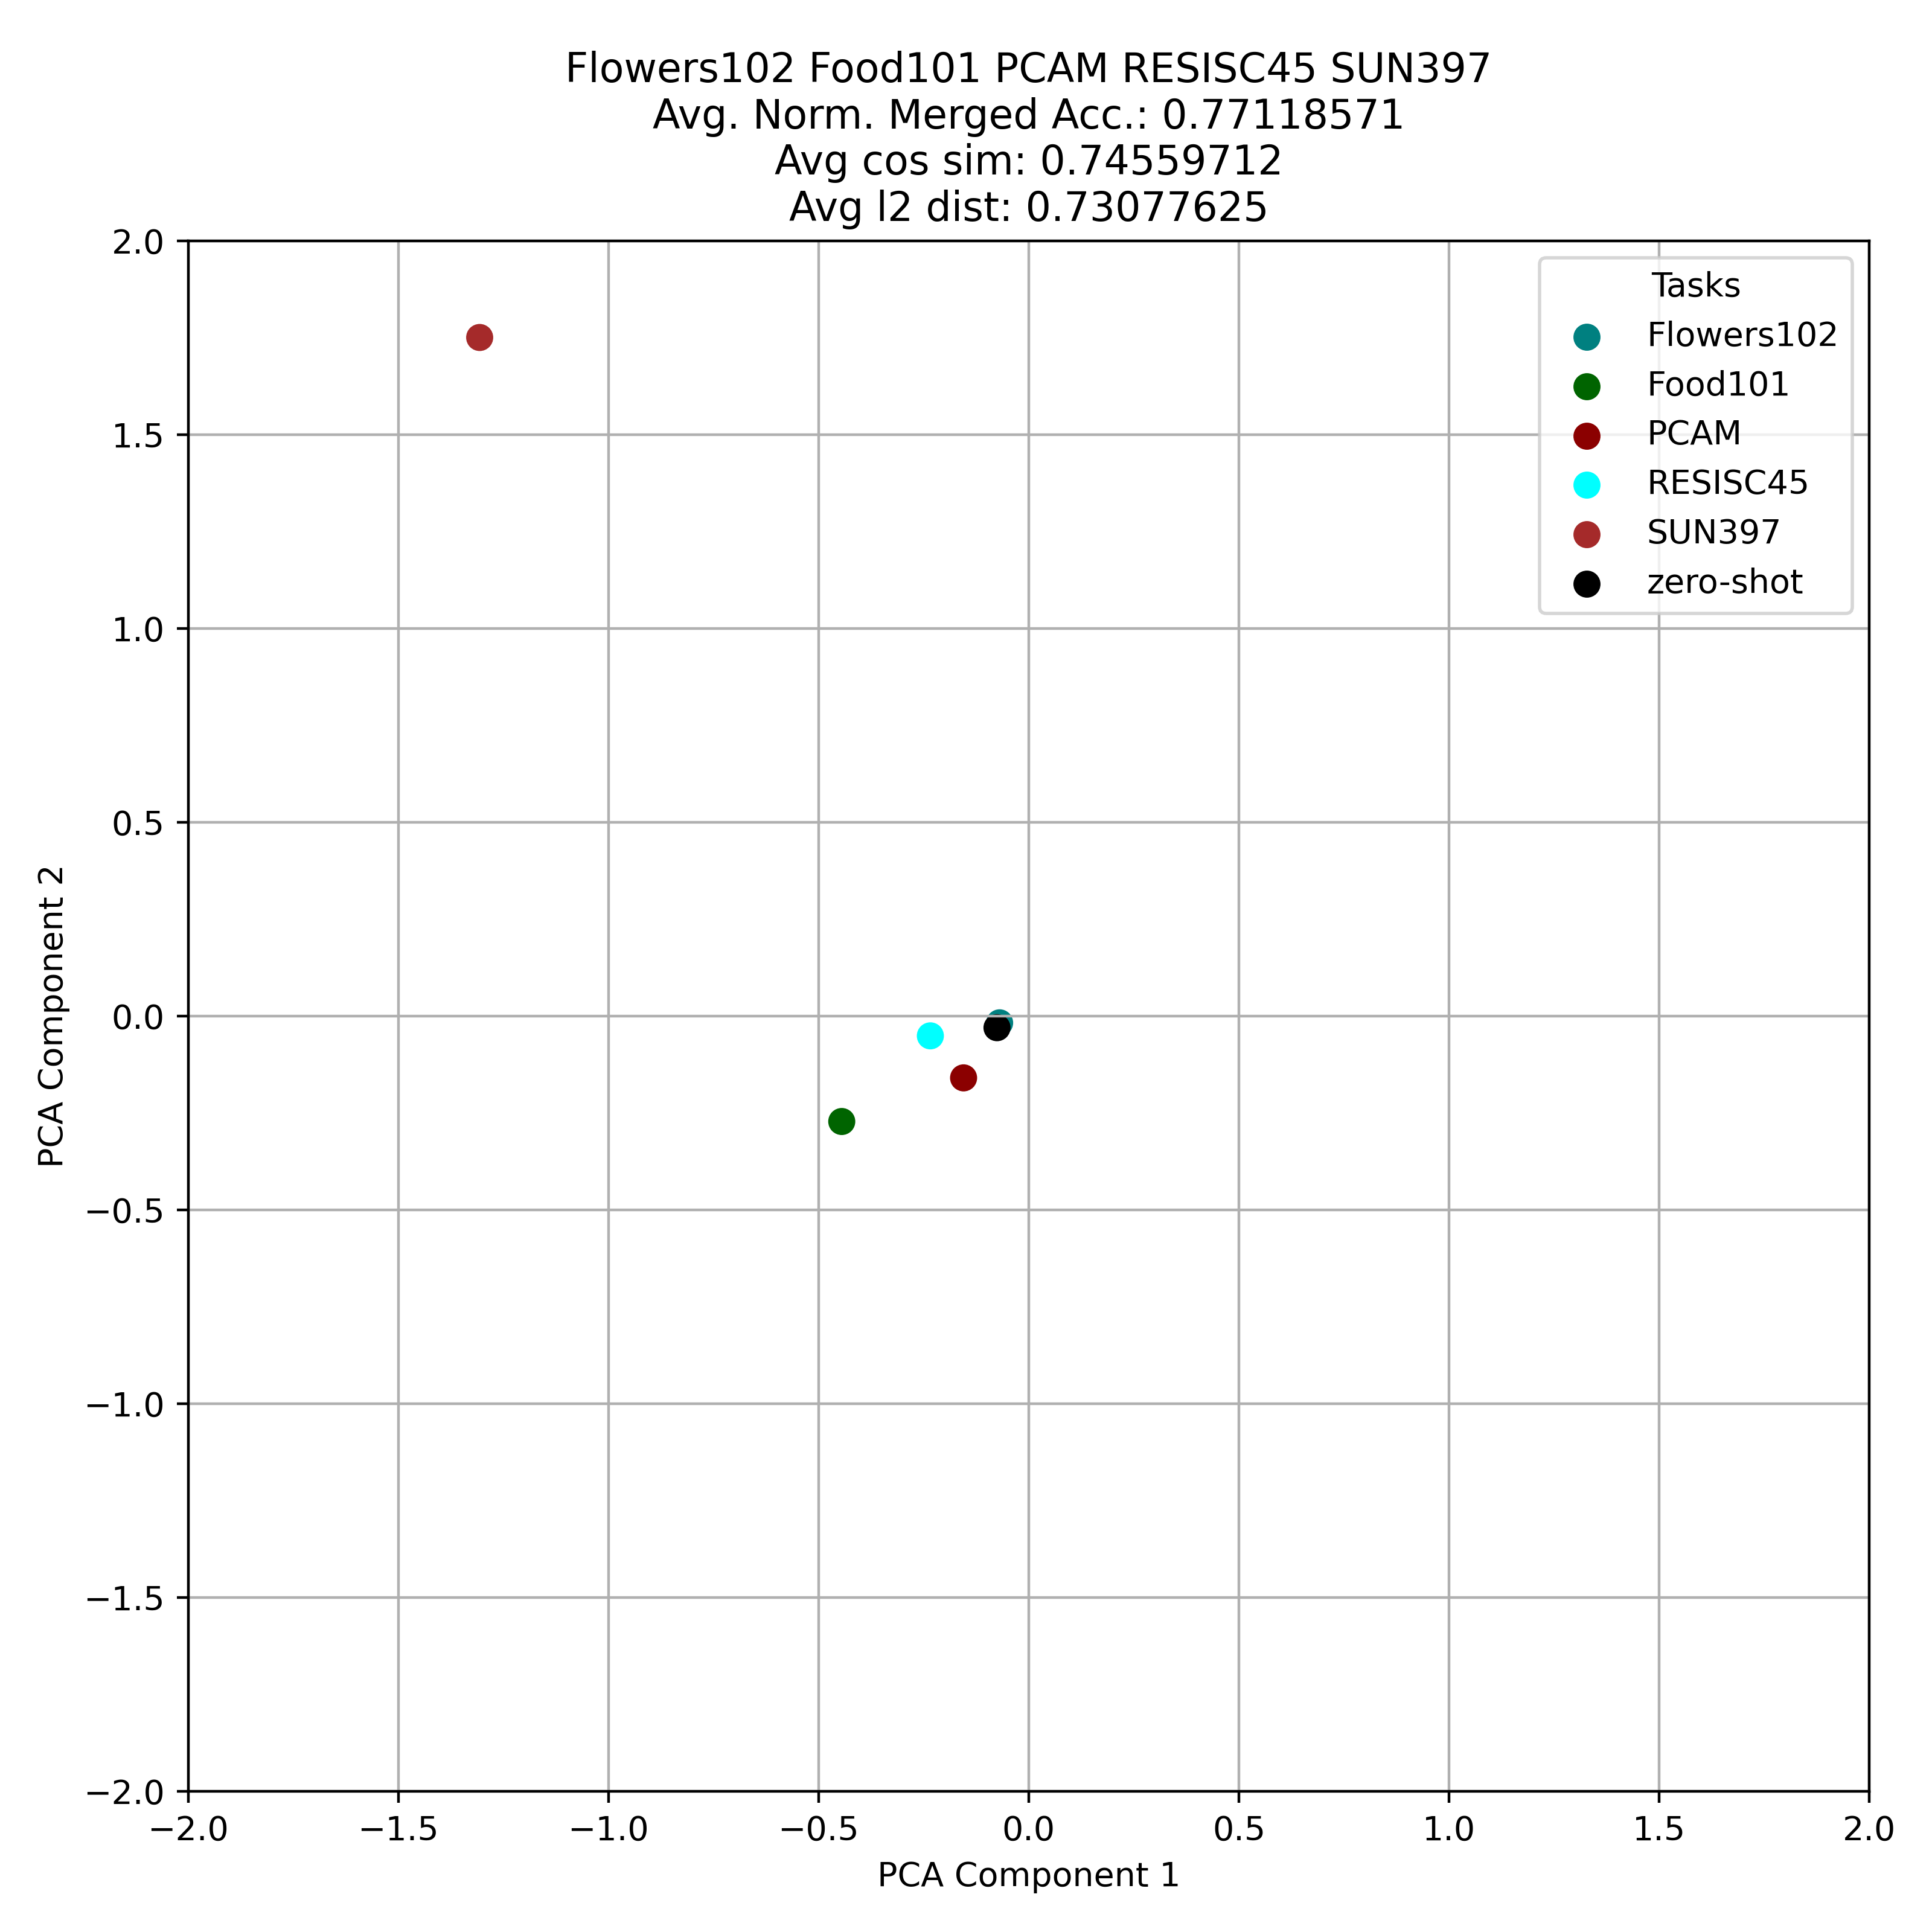 Flowers102 Food101 PCAM RESISC45 SUN397
Avg. Norm. Merged Acc.: 0.77118571
Avg cos sim: 0.74559712
Avg l2 dist: 0.73077625
Tasks
Flowers102
Food101
PCAM
RESISC45
SUN397
zero-shot
PCA Component 2
2.0
1.5
1.0
0.5
0.0
−0.5
−1.0
−1.5
−2.0
−2.0 −1.5 −1.0 −0.5 0.0 0.5 1.0 1.5 2.0
PCA Component 1